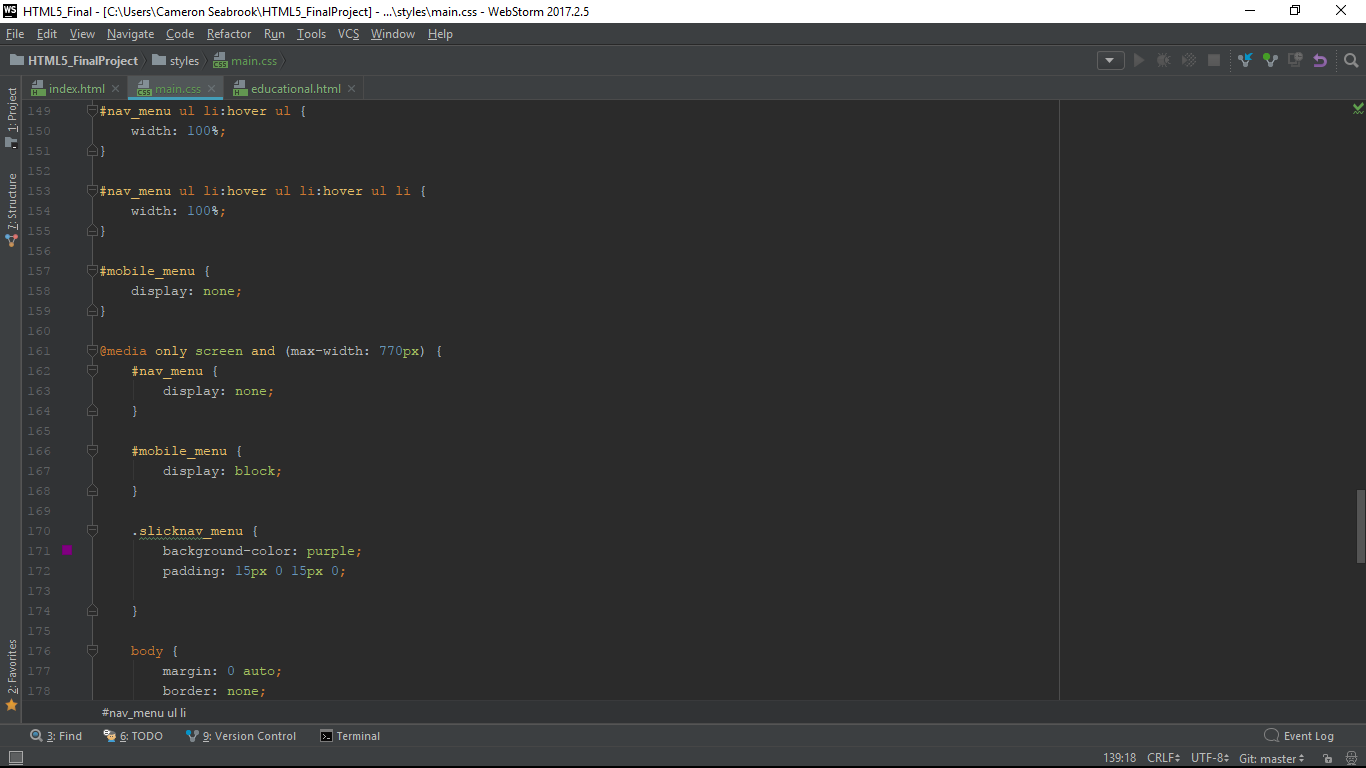 WS HTML5_Final - [C:\Users\Cameron Seabrook\HTML5_FinalProject] - ...\styles\main.css - WebStorm 2017.2.5
File Edit View Navigate Code Refactor Run Tools VCS Window Help
HTML5_FinalProject styles main.css
index.html main.css educational.html
1: Project
7: Structure
2: Favorites
149 #nav_menu ul li:hover ul {
150 width: 100%;
151 }
152
153 #nav_menu ul li:hover ul li:hover ul li {
154 width: 100%;
155 }
156
157 #mobile_menu {
158 display: none;
159 }
160
161 @media only screen and (max-width: 770px) {
162 #nav_menu {
163 display: none;
164 }
165
166 #mobile_menu {
167 display: block;
168 }
169
170 .slicknav_menu {
171 background-color: purple;
172 padding: 15px 0 15px 0;
173
174 }
175
176 body {
177 margin: 0 auto;
178 border: none;
#nav_menu ul li
3: Find 6: TODO 9: Version Control Terminal Event Log
139:18 CRLF UTF-8 Git: master